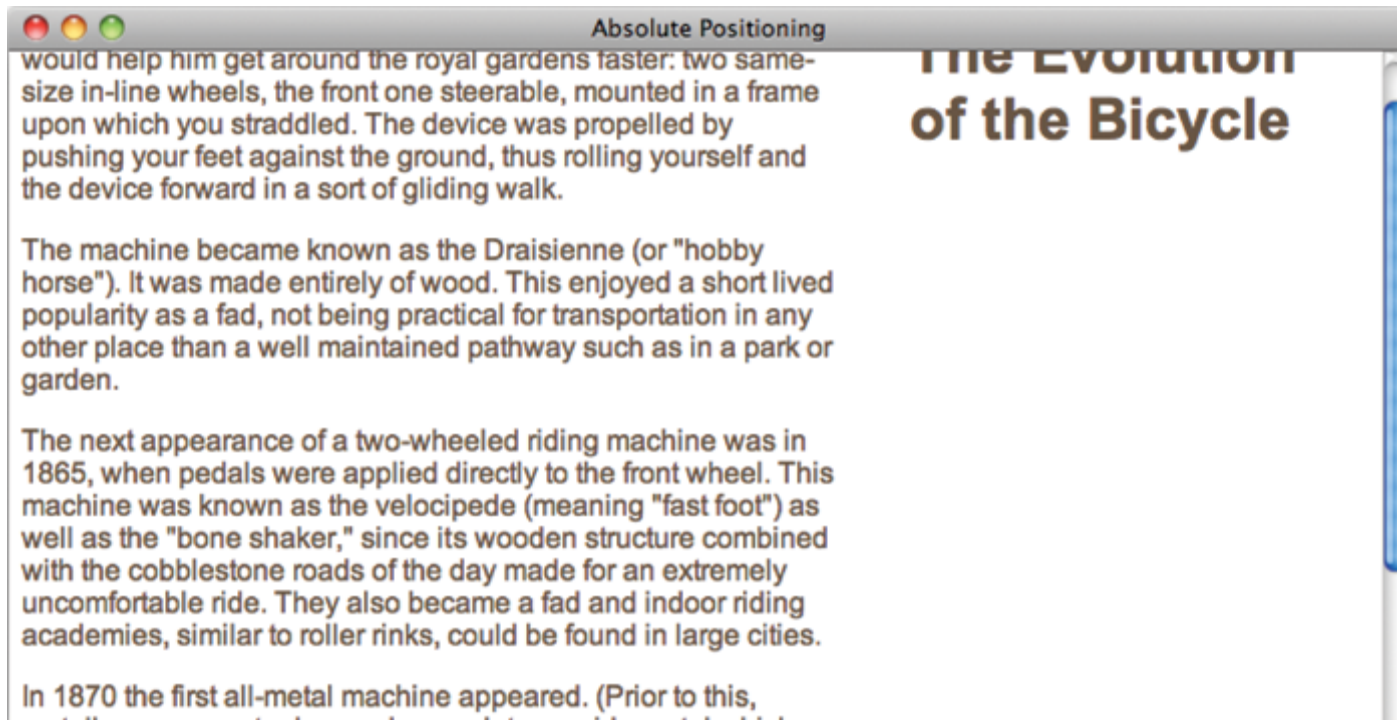 Absolute Positioning
would help him get around the royal gardens faster: two same-
size in-line wheels, the front one steerable, mounted in a frame
upon which you straddled. The device was propelled by
pushing your feet against the ground, thus rolling yourself and
the device forward in a sort of gliding walk.
The machine became known as the Draisienne (or "hobby
horse"). It was made entirely of wood. This enjoyed a short lived
popularity as a fad, not being practical for transportation in any
other place than a well maintained pathway such as in a park or
garden.
The next appearance of a two-wheeled riding machine was in
1865, when pedals were applied directly to the front wheel. This
machine was known as the velocipede (meaning "fast foot") as
well as the "bone shaker," since its wooden structure combined
with the cobblestone roads of the day made for an extremely
uncomfortable ride. They also became a fad and indoor riding
academies, similar to roller rinks, could be found in large cities.
In 1870 the first all-metal machine appeared. (Prior to this,
The Evolution
of the Bicycle